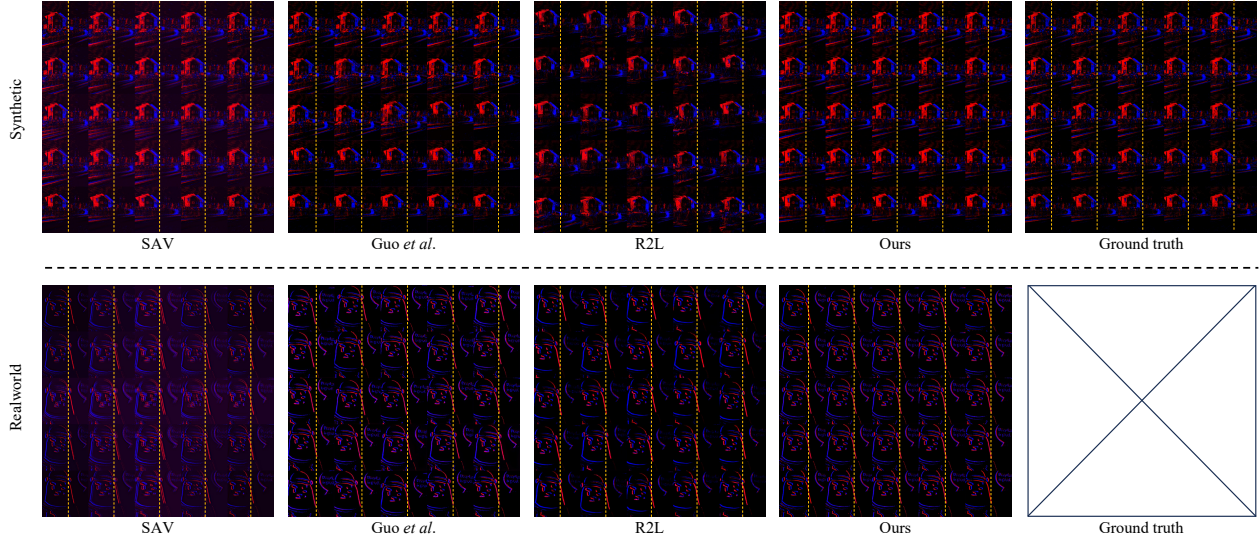 Synthetic
SAV
Guo et al.
R2L
Ours
Ground truth
Realworld
SAV
Guo et al.
R2L
Ours
Ground truth